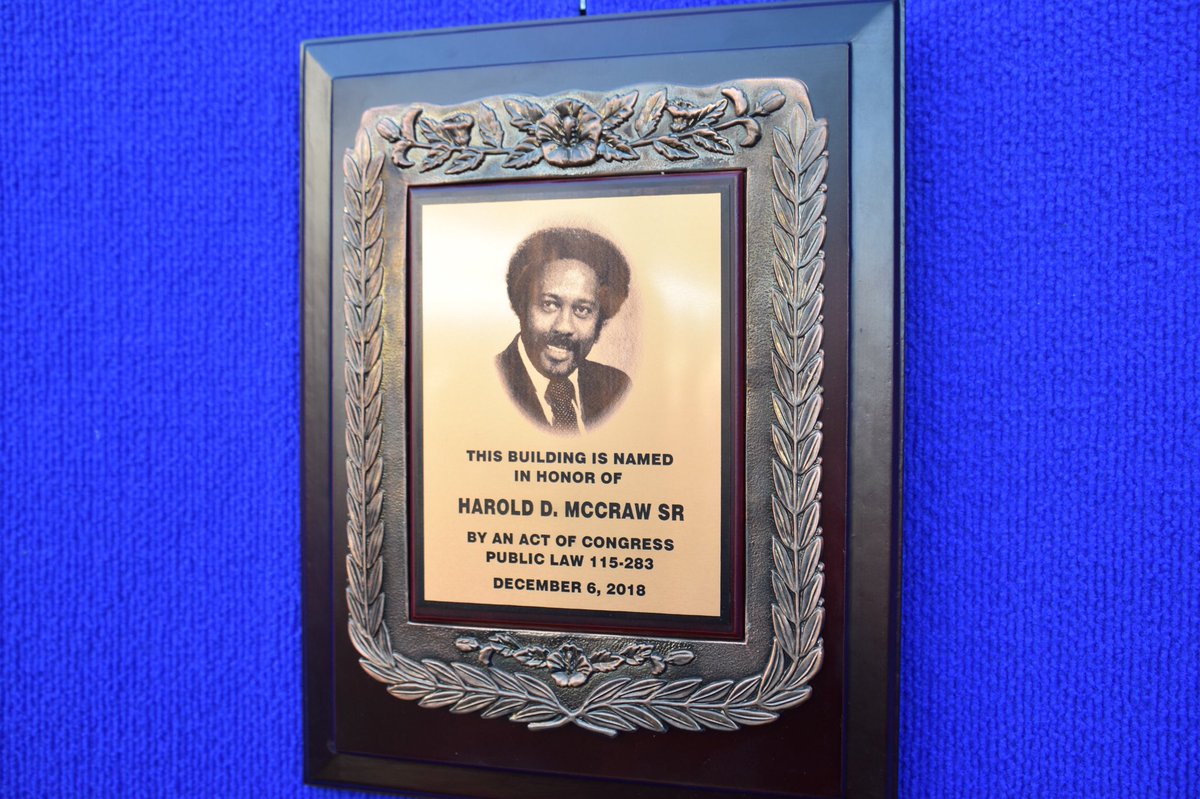 THIS BUILDING IS NAMED
IN HONOR OF
HAROLD D. MCCRAW SR
BY AN ACT OF CONGRESS
PUBLIC LAW 115-283
DECEMBER 6, 2018